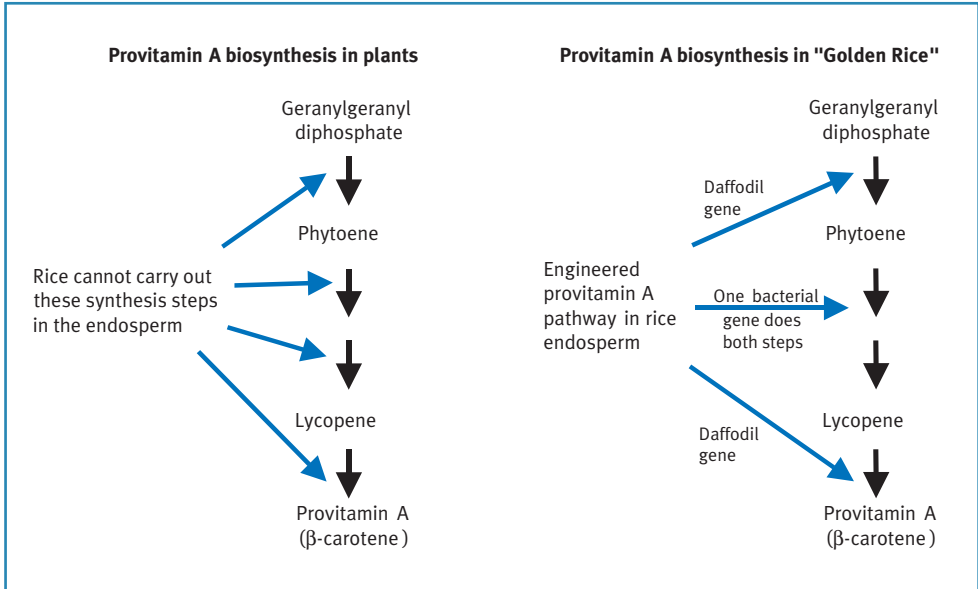 Provitamin A biosynthesis in plants
Geranylgeranyl
diphosphate
Phytoene
Rice cannot carry out
these synthesis steps
in the endosperm
Lycopene
Provitamin A
(β-carotene )
Provitamin A biosynthesis in "Golden Rice"
Geranylgeranyl
diphosphate
Daffodil
gene
Phytoene
Engineered
provitamin A
pathway in rice
endosperm
One bacterial
gene does
both steps
Lycopene
Daffodil
gene
Provitamin A
(β-carotene )